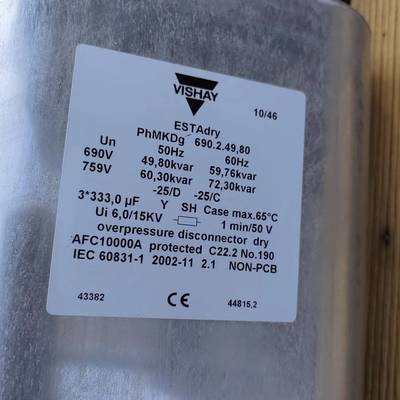 VISHAY
10/46
ESTAdry
PhMKDg 690.2.49,80
Un 50Hz 60Hz
690V 49,80kvar 59,76kvar
759V 60,30kvar 72,30kvar
-25/D -25/C
3*333,0 µF Y SH Case max.65°C
Ui 6,0/15KV 1 min/50 V
overpressure disconnector dry
AFC10000A protected C22.2 No.190
IEC 60831-1 2002-11 2.1 NON-PCB
43382 CE 44815,2